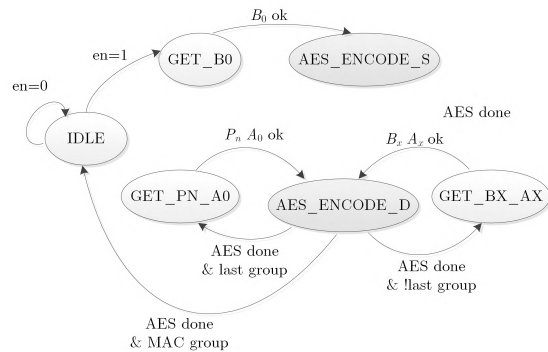 B₀ ok
en=1
GET_B0
AES_ENCODE_S
en=0
AES done
IDLE
Pₙ A₀ ok
Bₓ Aₓ ok
GET_PN_A0
AES_ENCODE_D
GET_BX_AX
AES done
& last group
AES done
& !last group
AES done
& MAC group